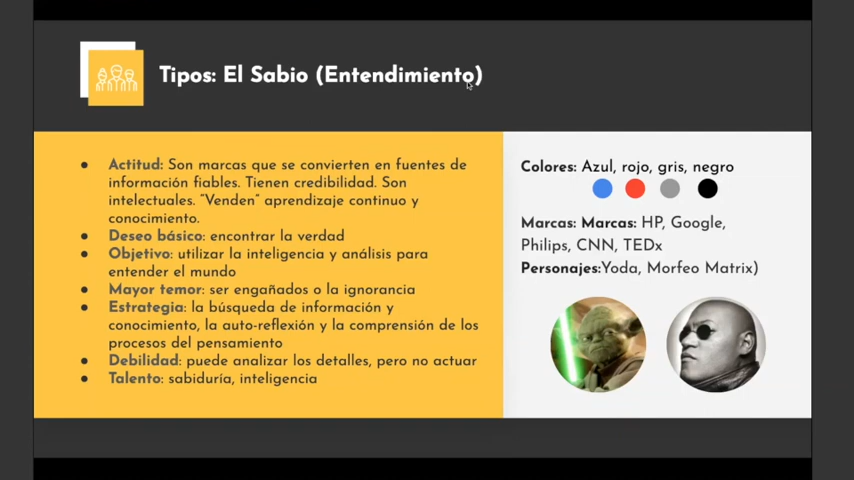 Tipos: El Sabio (Entendimiento)
● Actitud: Son marcas que se convierten en fuentes de
información fiables. Tienen credibilidad. Son
intelectuales. “Venden” aprendizaje continuo y
conocimiento.
● Deseo básico: encontrar la verdad
● Objetivo: utilizar la inteligencia y análisis para
entender el mundo
● Mayor temor: ser engañados o la ignorancia
● Estrategia: la búsqueda de información y
conocimiento, la auto-reflexión y la comprensión de los
procesos del pensamiento
● Debilidad: puede analizar los detalles, pero no actuar
● Talento: sabiduría, inteligencia
Colores: Azul, rojo, gris, negro
Marcas: Marcas: HP, Google,
Philips, CNN, TEDx
Personajes:Yoda, Morfeo Matrix)